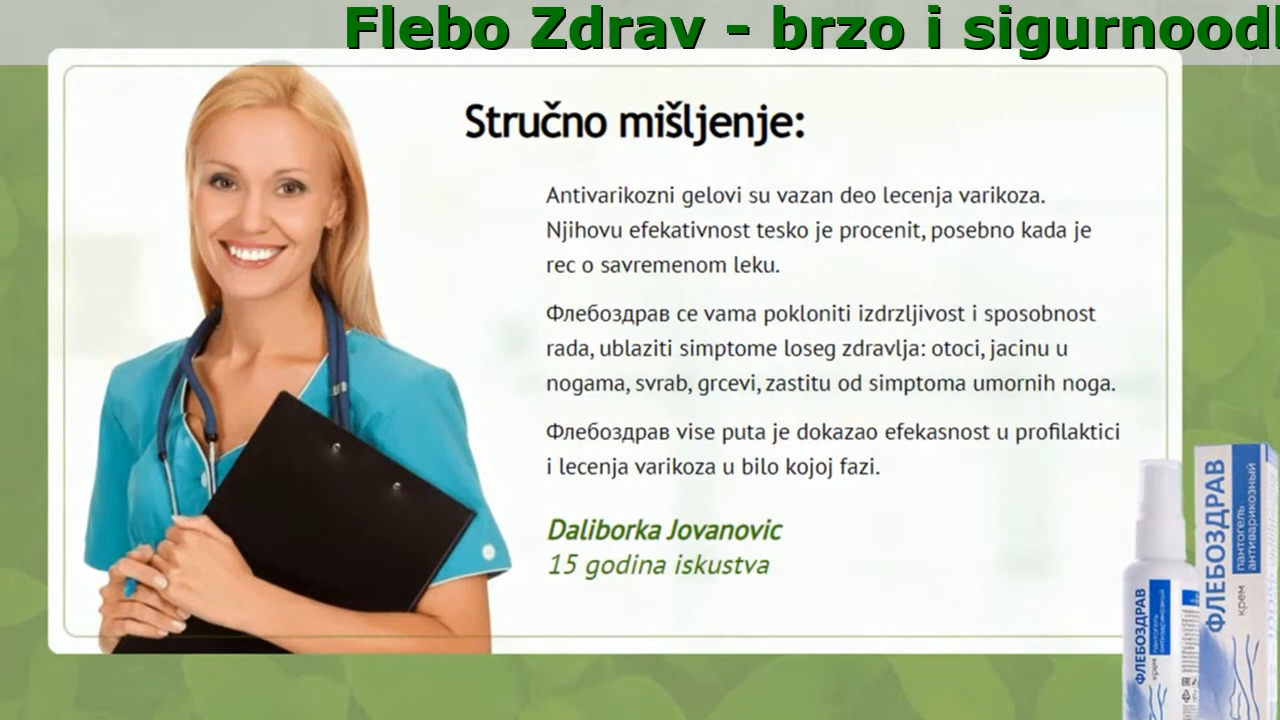 Flebo Zdrav - brzo i sigurnood
Stručno mišljenje:
Antivarikozni gelovi su vazan deo lecenja varikoza.
Njihovu efekativnost tesko je procenit, posebno kada je
rec o savremenom leku.
Флебоздрав ce vama pokloniti izdrzljivost i sposobnost
rada, ublaziti simptome loseg zdravlja: otoci, jacinu u
nogama, svrab, grcevi, zastitu od simptoma umornih noga.
Флебоздрав vise puta je dokazao efekasnost u profilaktici
i lecenja varikoza u bilo kojoj fazi.
Daliborka Jovanovic
15 godina iskustva
ФЛЕБОЗДРАВ
пантогель
антиварикозный
крем
ФЛЕБОЗДРАВ
пантогель
антиварикозный
крем